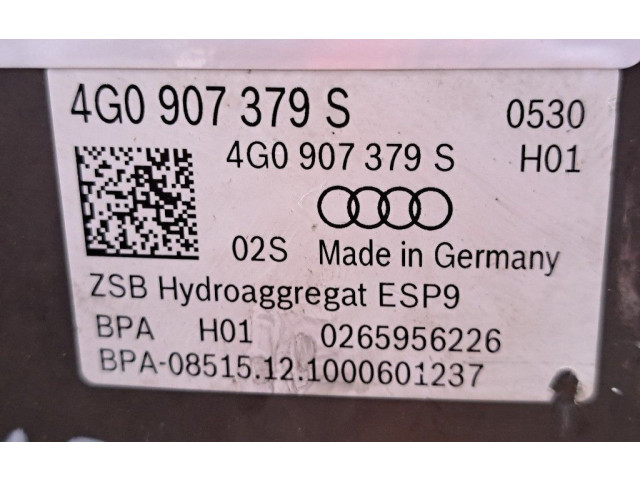 4G0 907 379 S 0530
4G0 907 379 S H01
02S Made in Germany
ZSB Hydroaggregat ESP9
BPA H01 0265956226
BPA-08515.12.1000601237